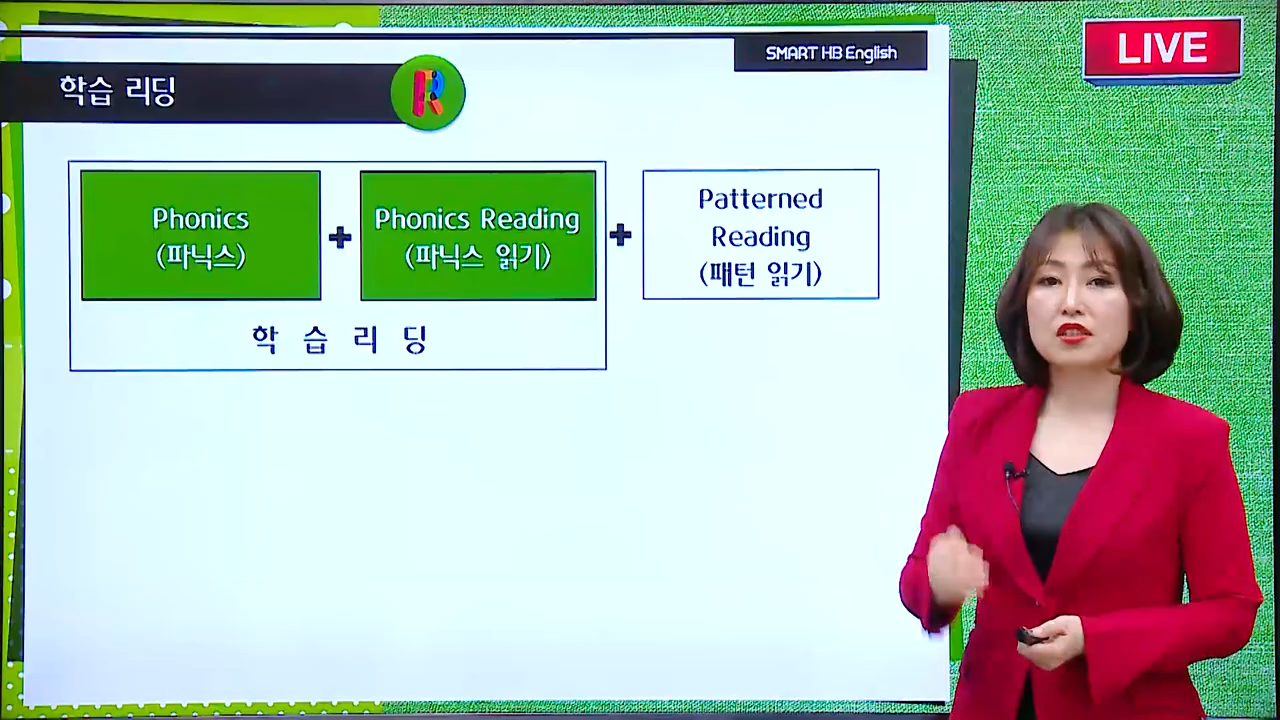 SMART HB English
LIVE
학습 리딩
R
Phonics
(파닉스)
+
Phonics Reading
(파닉스 읽기)
+
Patterned
Reading
(패턴 읽기)
학 습 리 딩